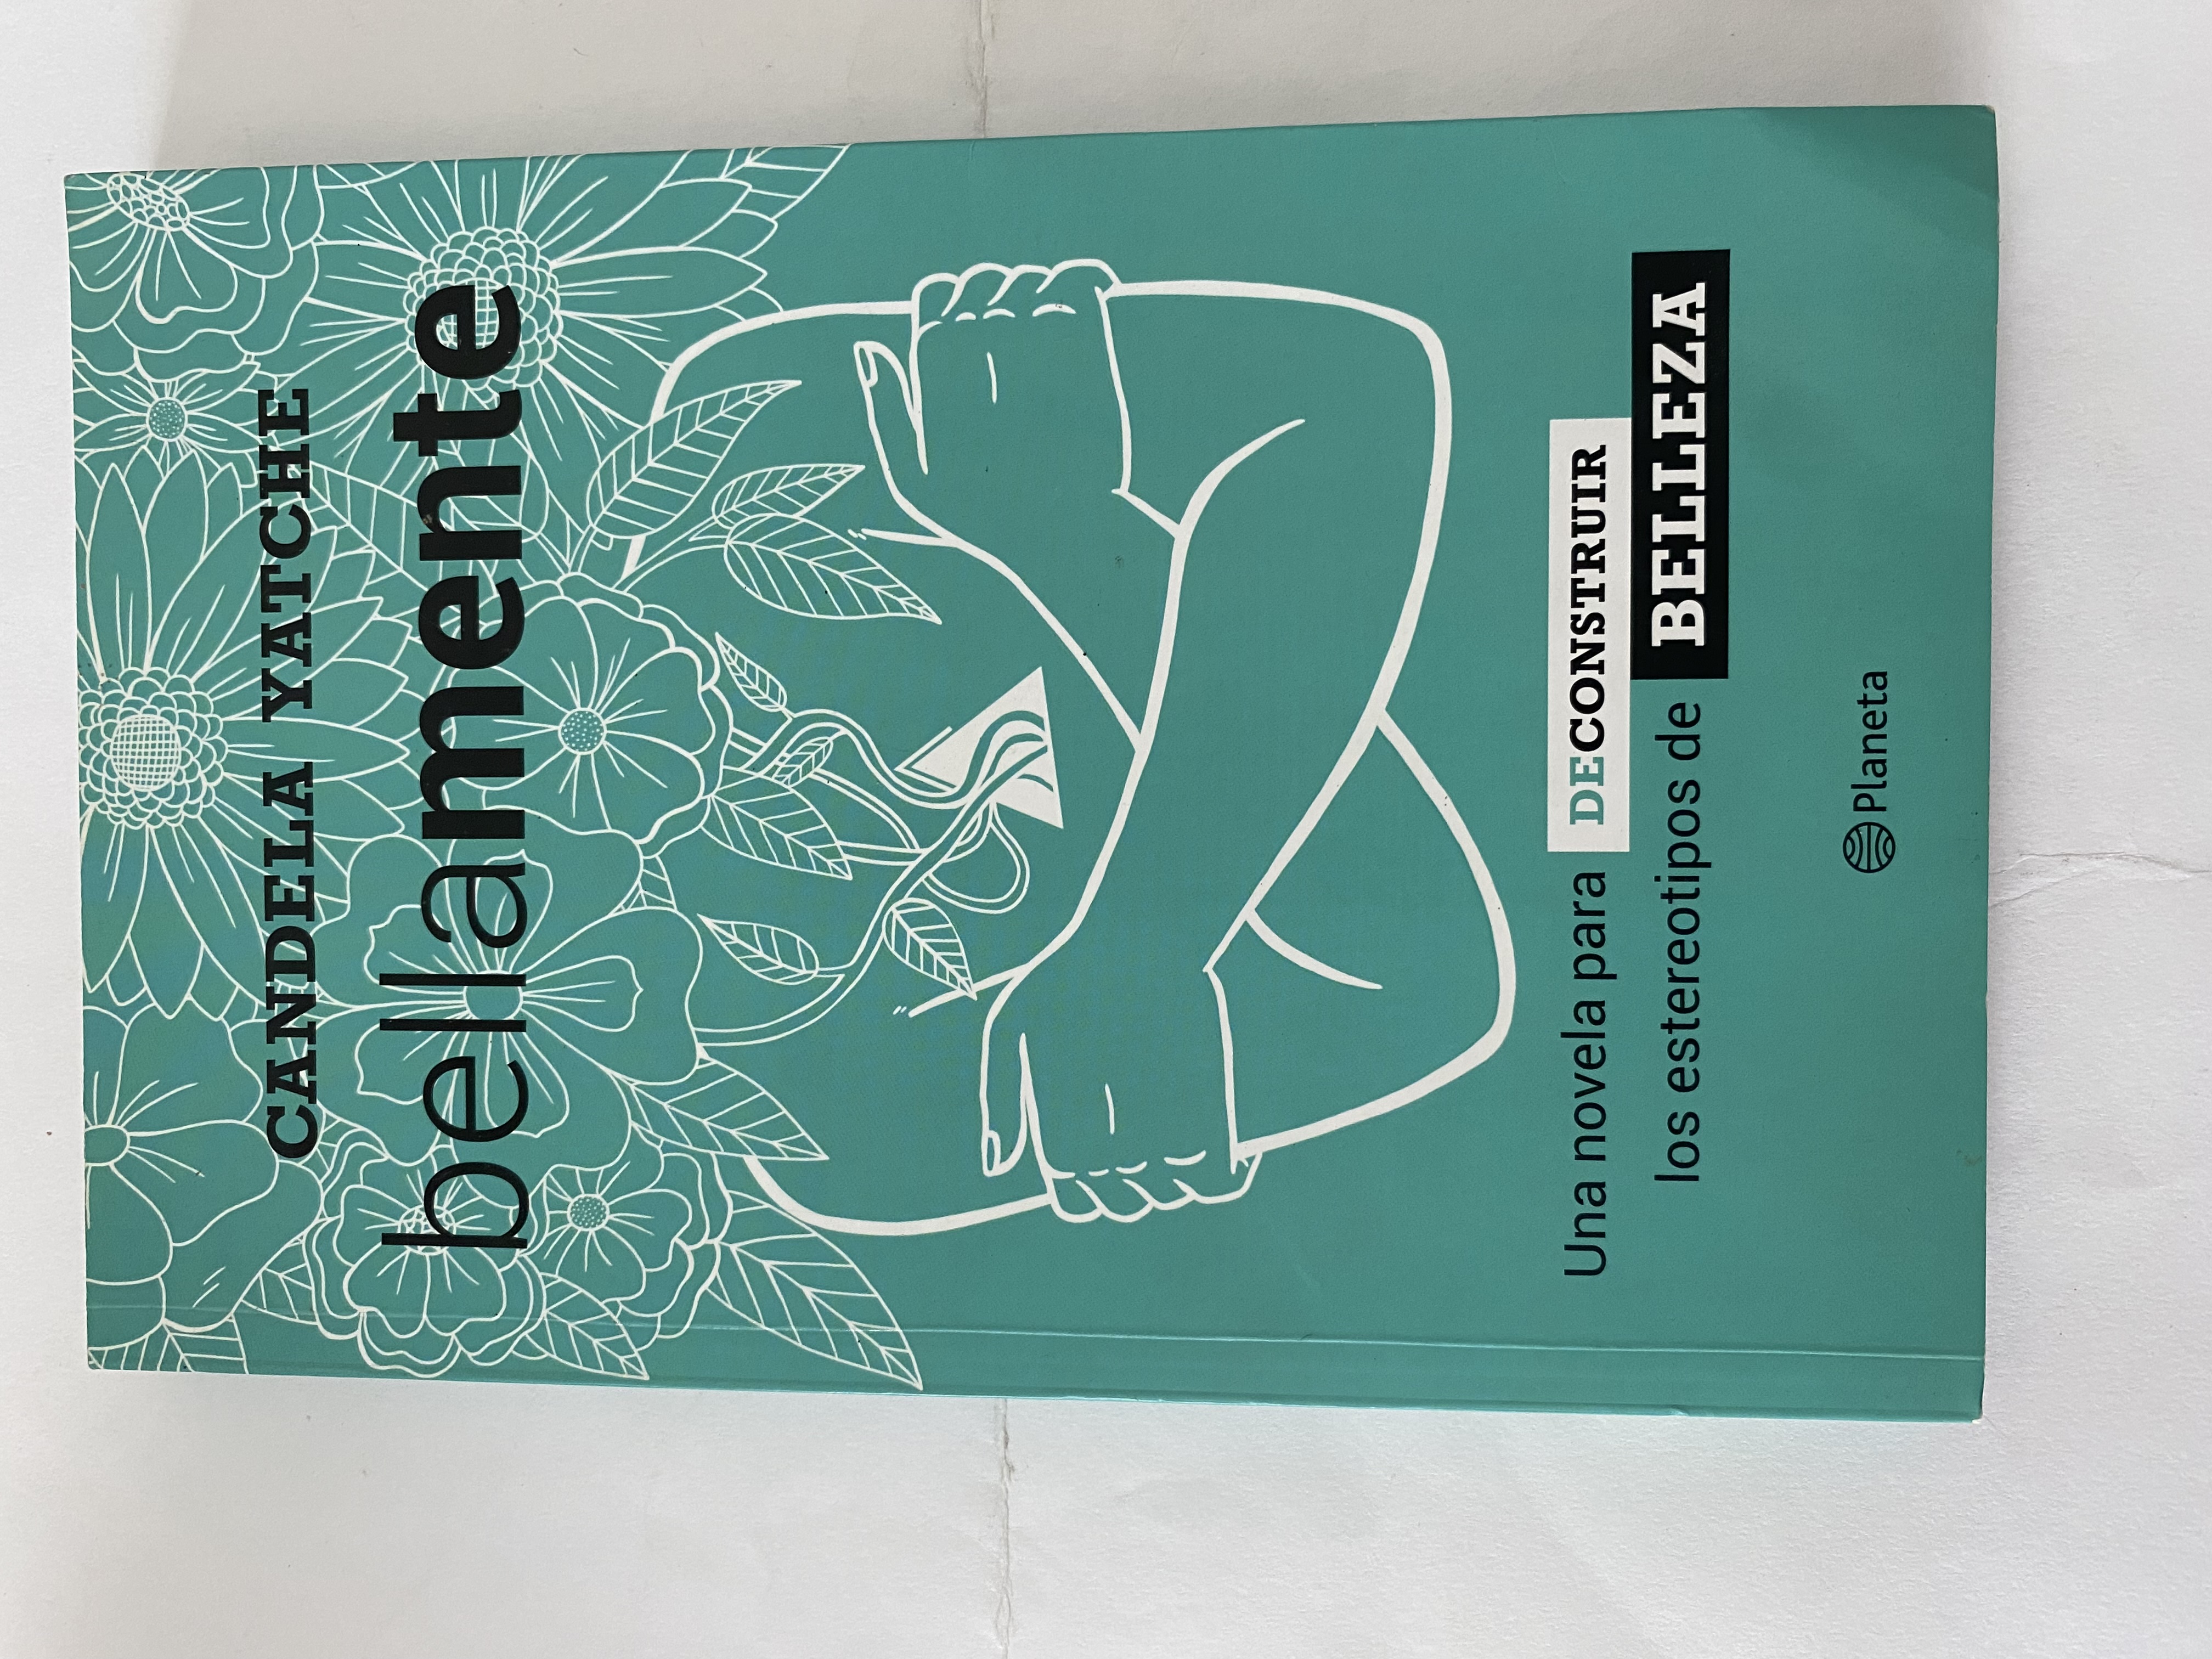 CANDELA YATCHE
bellamente
Una novela para DECONSTRUIR
los estereotipos de BELLEZA
Planeta